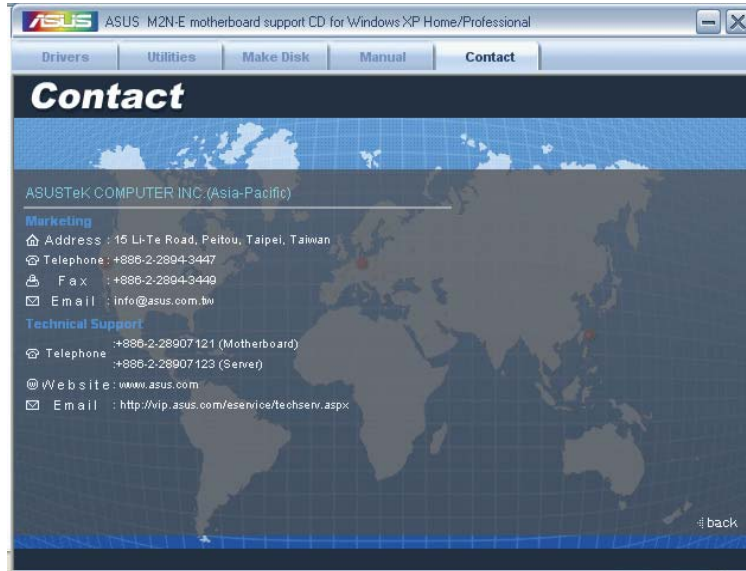 ASUS ASUS M2N-E motherboard support CD for Windows XP Home/Professional
Drivers Utilities Make Disk Manual Contact
Contact
ASUSTeK COMPUTER INC.(Asia-Pacific)
Marketing
Address : 15 Li-Te Road, Peitou, Taipei, Taiwan
Telephone : +886-2-2894-3447
Fax : +886-2-2894-3449
Email : info@asus.com.tw
Technical Support
Telephone :+886-2-28907121 (Motherboard)
:+886-2-28907123 (Server)
Website : www.asus.com
Email : http://vip.asus.com/eservice/techserv.aspx
back